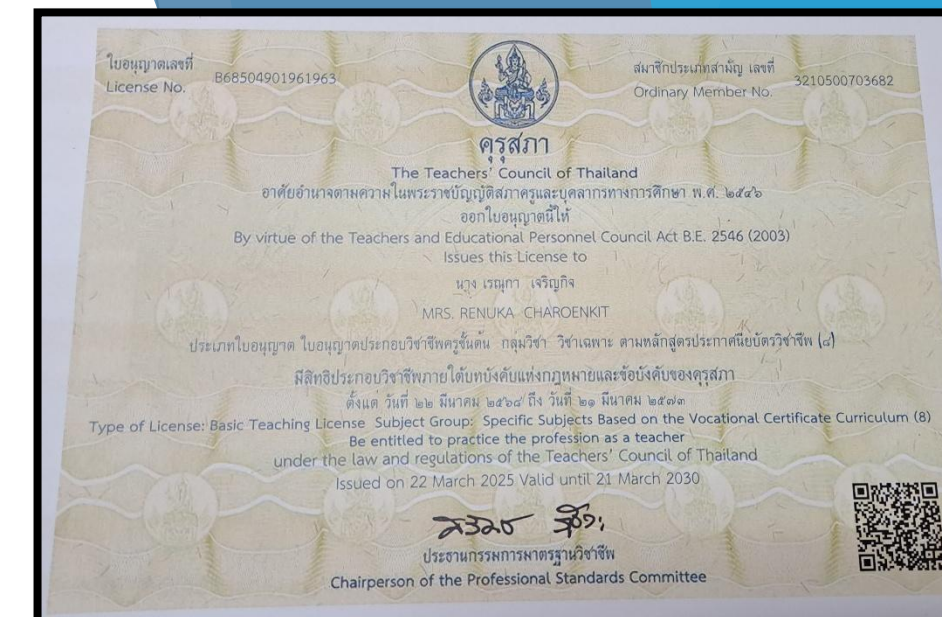 ใบอนุญาตเลขที่
License No. B68504901961963
สมาชิกประเภทสามัญ เลขที่
Ordinary Member No. 3210500703682
คุรุสภา
The Teachers' Council of Thailand
อาศัยอำนาจตามความในพระราชบัญญัติสภาครูและบุคลากรทางการศึกษา พ.ศ. ๒๕๔๖
ออกใบอนุญาตนี้ให้
By virtue of the Teachers and Educational Personnel Council Act B.E. 2546 (2003)
Issues this License to
นาง เรณุกา เจริญกิจ
MRS. RENUKA CHAROENKIT
ประเภทใบอนุญาต ใบอนุญาตประกอบวิชาชีพครูชั้นต้น กลุ่มวิชา วิชาเฉพาะ ตามหลักสูตรประกาศนียบัตรวิชาชีพ (๘)
มีสิทธิประกอบวิชาชีพภายใต้บทบังคับแห่งกฎหมายและข้อบังคับของคุรุสภา
ตั้งแต่ วันที่ ๒๒ มีนาคม ๒๕๖๘ ถึง วันที่ ๒๑ มีนาคม ๒๕๗๓
Type of License: Basic Teaching License Subject Group: Specific Subjects Based on the Vocational Certificate Curriculum (8)
Be entitled to practice the profession as a teacher
under the law and regulations of the Teachers' Council of Thailand
Issued on 22 March 2025 Valid until 21 March 2030
ประธานกรรมการมาตรฐานวิชาชีพ
Chairperson of the Professional Standards Committee